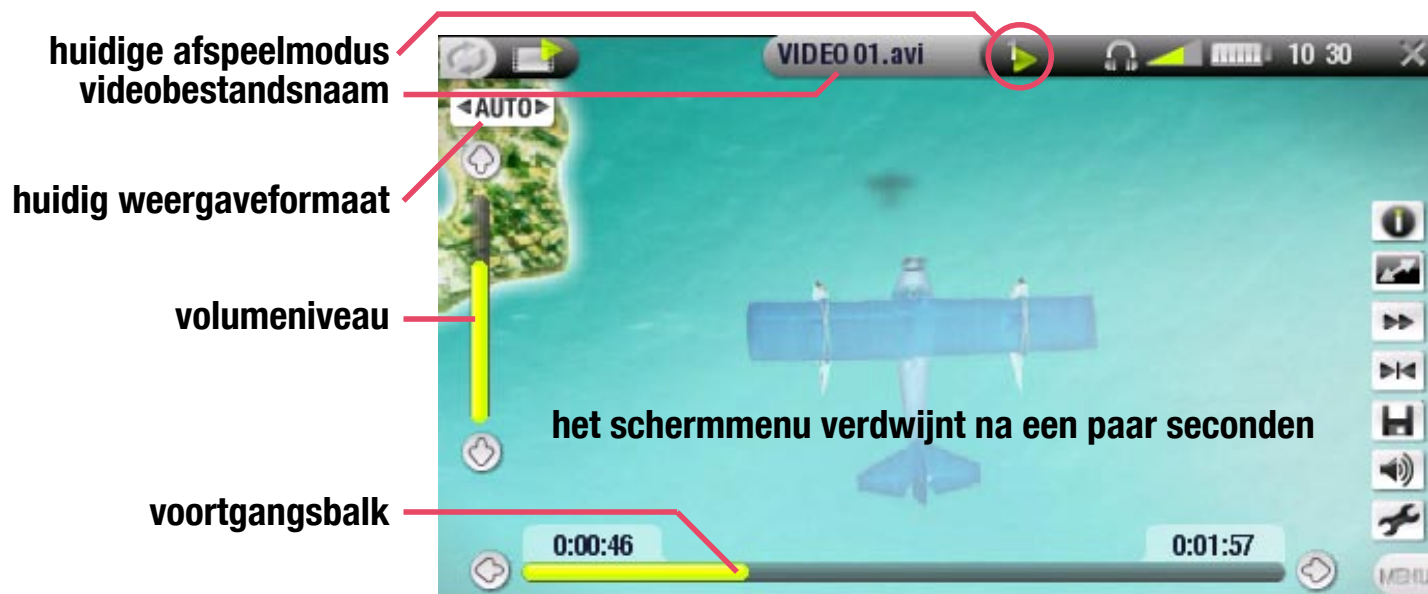 huidige afspeelmodus
videobestandsnaam
VIDEO 01.avi
1
10 30
AUTO
huidig weergaveformaat
volumeniveau
het schermmenu verdwijnt na een paar seconden
voortgangsbalk
0:00:46
0:01:57
MENU